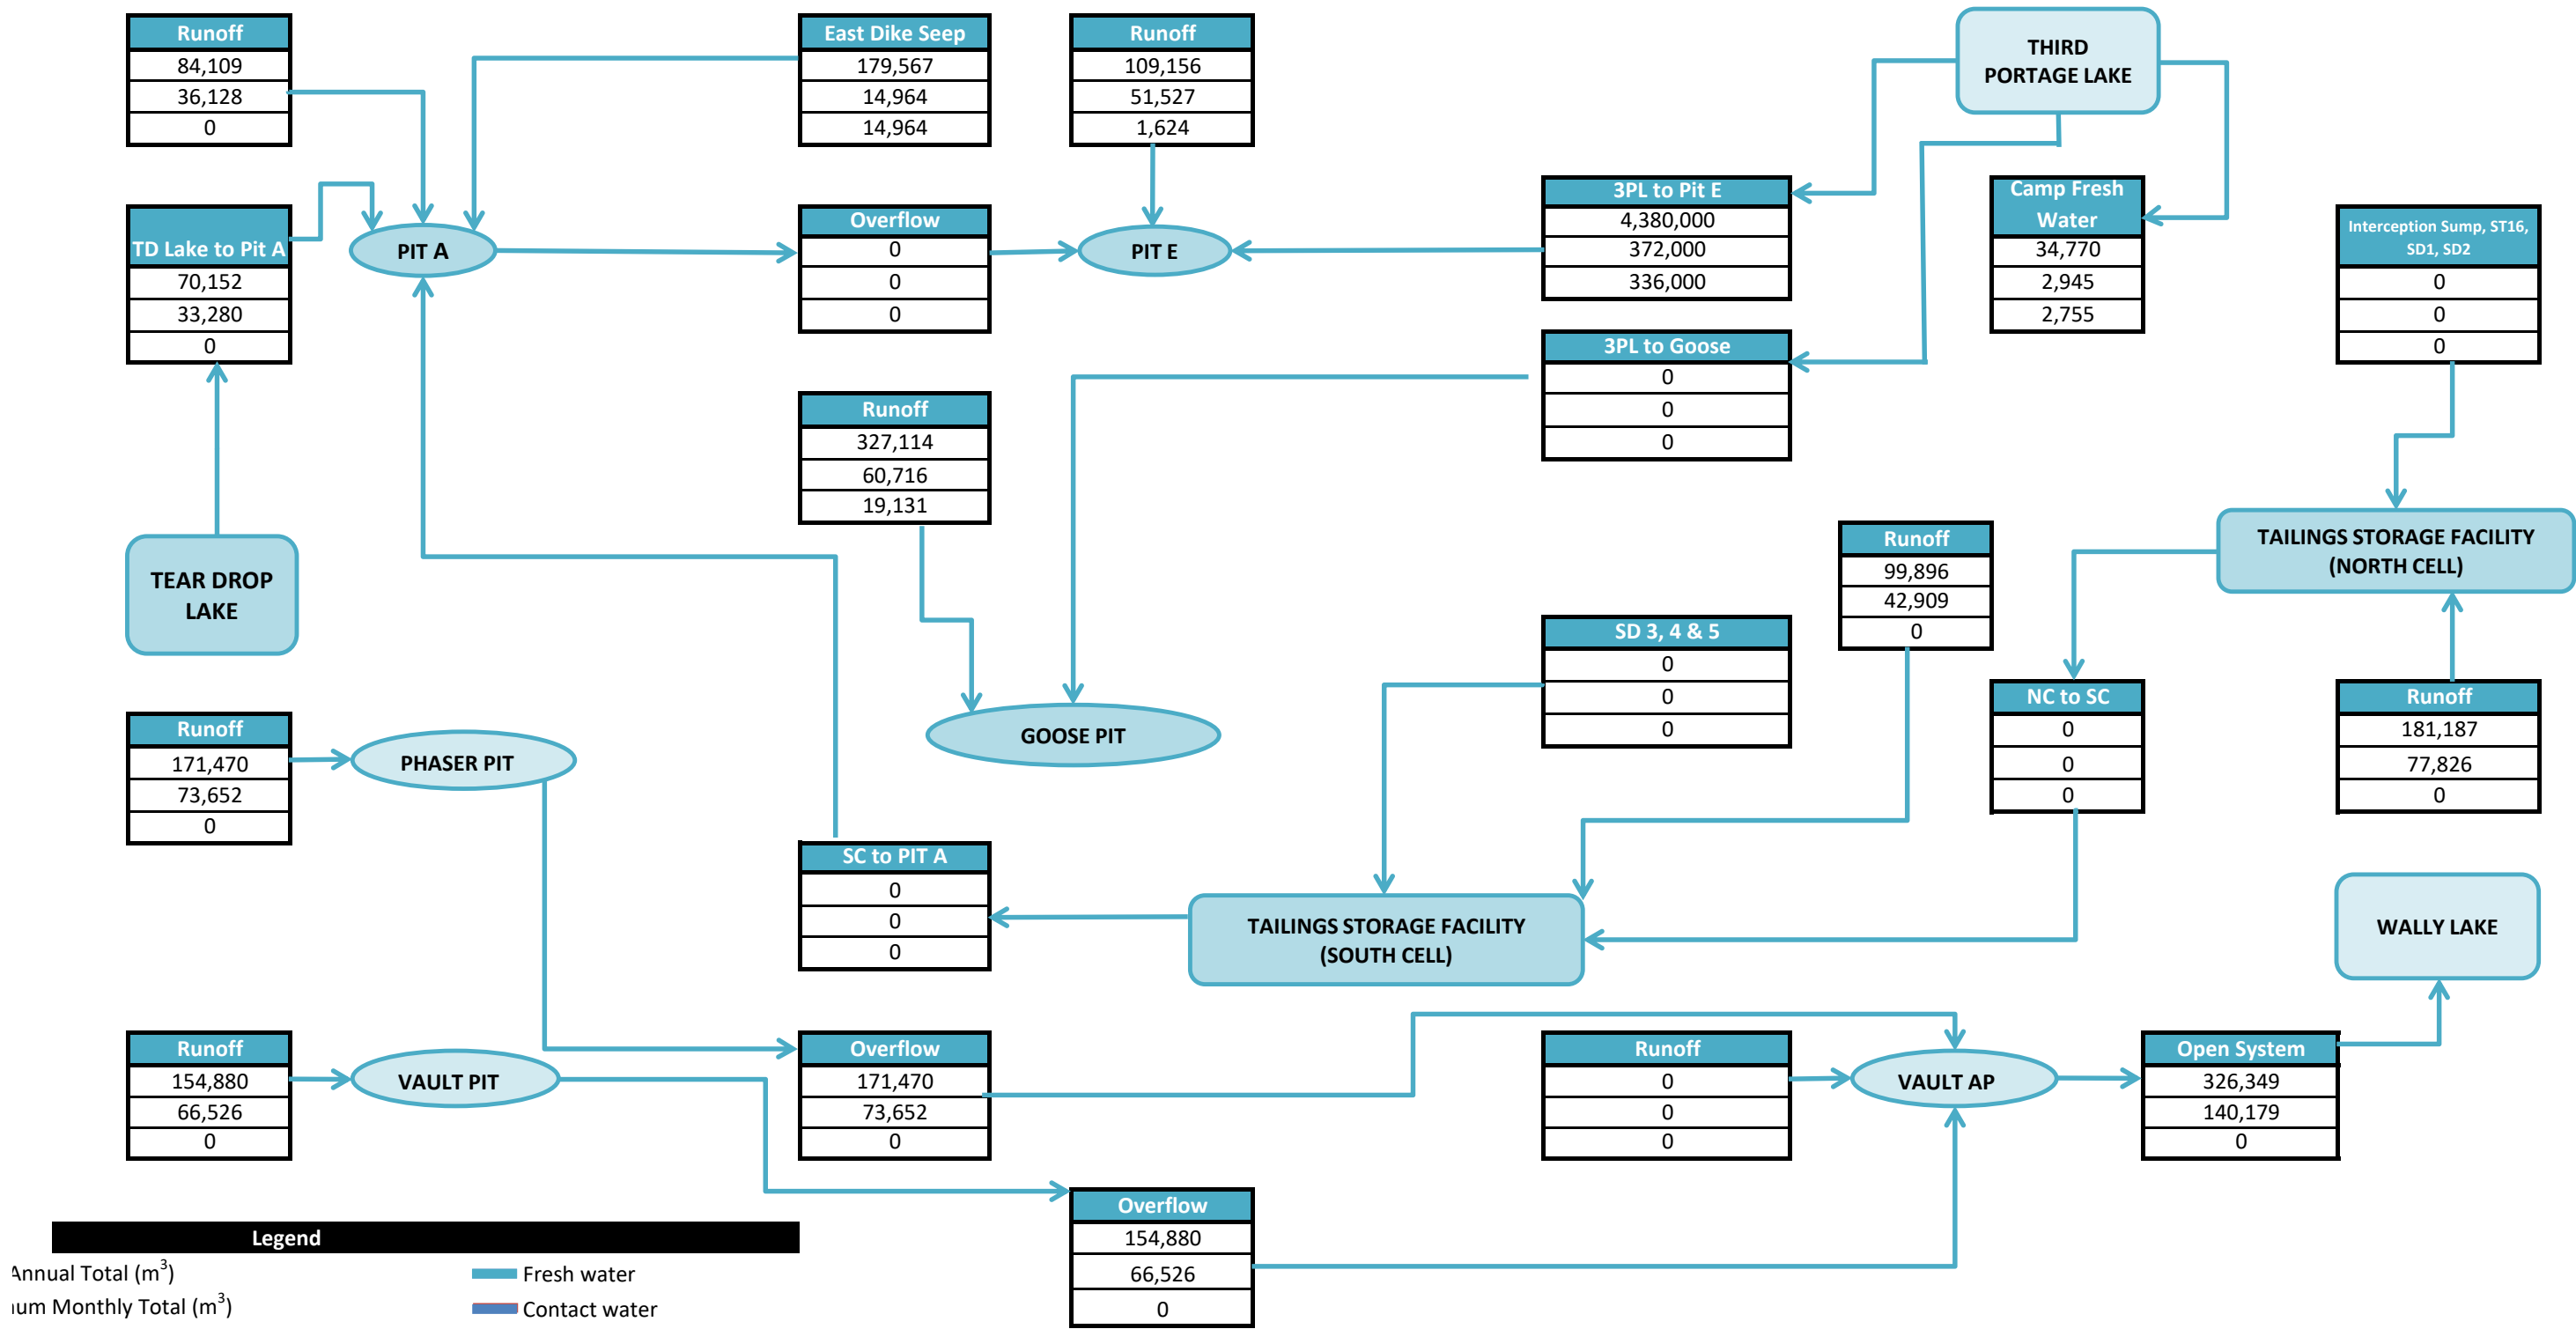 Runoff
84,109
36,128
0
East Dike Seep
179,567
14,964
14,964
Runoff
109,156
51,527
1,624
THIRD
PORTAGE LAKE
TD Lake to Pit A
70,152
33,280
0
PIT A
Overflow
0
0
0
PIT E
3PL to Pit E
4,380,000
372,000
336,000
Camp Fresh
Water
34,770
2,945
2,755
Interception Sump, ST16,
SD1, SD2
0
0
0
3PL to Goose
0
0
0
Runoff
327,114
60,716
19,131
TEAR DROP
LAKE
Runoff
99,896
42,909
0
TAILINGS STORAGE FACILITY
(NORTH CELL)
SD 3, 4 & 5
0
0
0
NC to SC
0
0
0
Runoff
181,187
77,826
0
Runoff
171,470
73,652
0
PHASER PIT
GOOSE PIT
SC to PIT A
0
0
0
TAILINGS STORAGE FACILITY
(SOUTH CELL)
WALLY LAKE
Runoff
154,880
66,526
0
VAULT PIT
Overflow
171,470
73,652
0
Runoff
0
0
0
VAULT AP
Open System
326,349
140,179
0
Overflow
154,880
66,526
0
Legend
Annual Total (m³)
Fresh water
Monthly Total (m³)
Contact water